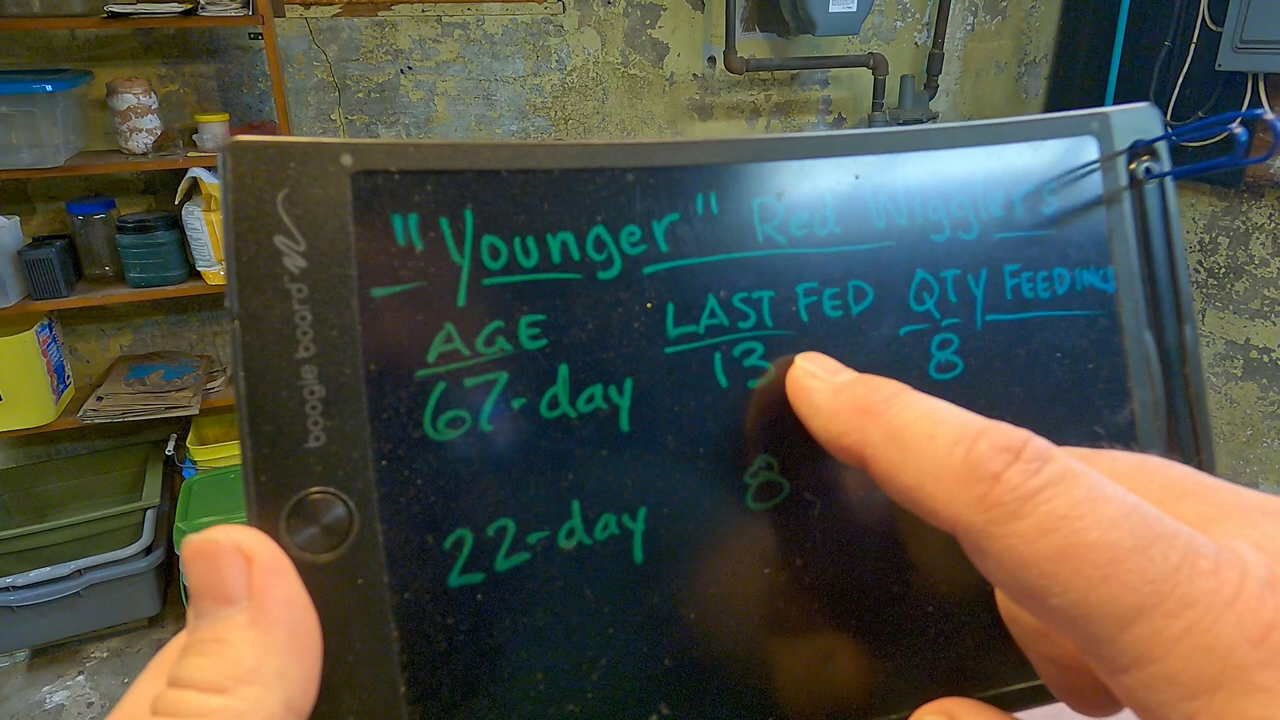 "Younger" Red Wigglers
AGE LAST FED QTY FEEDING
67-day 13 8
22-day 8
boogie board